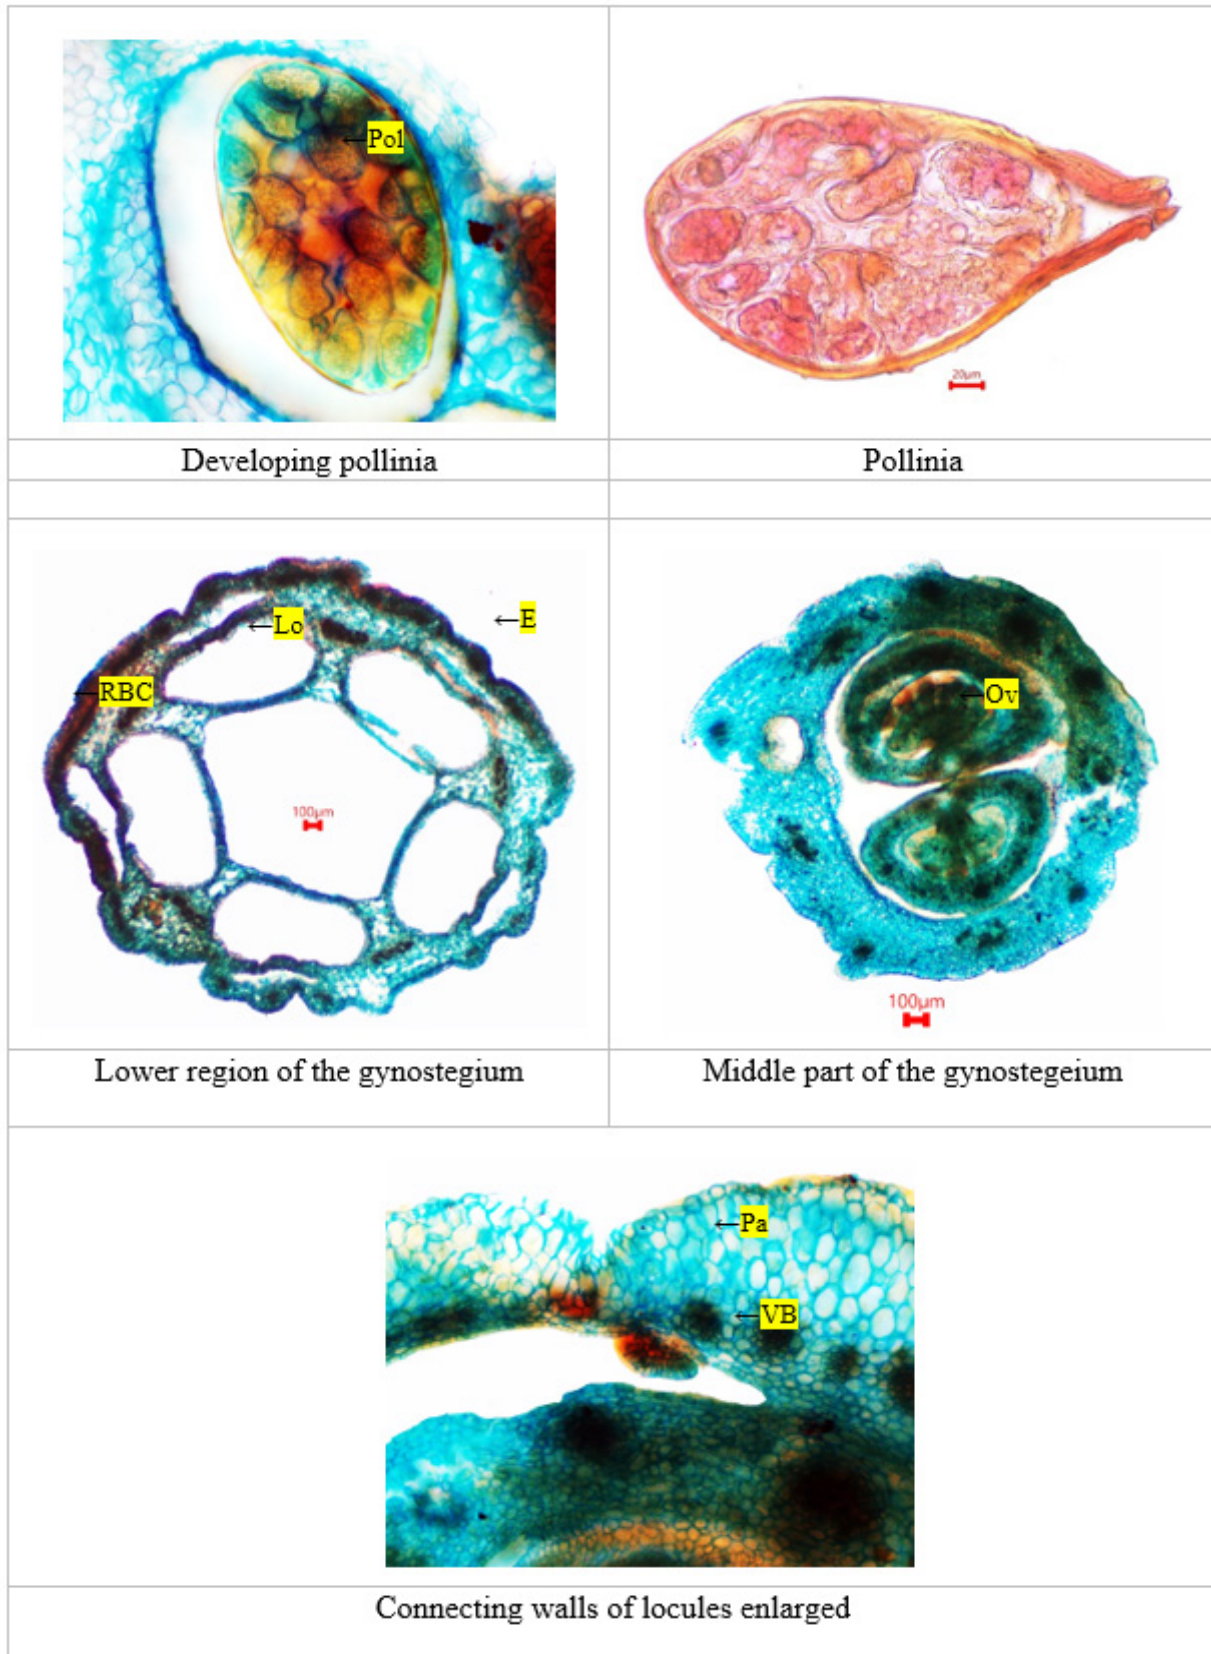 ←Pol
20μm
Developing pollinia
Pollinia
←Lo
←E
←RBC
100μm
←Ov
100μm
Lower region of the gynostegium
Middle part of the gynostegeium
←Pa
←VB
Connecting walls of locules enlarged